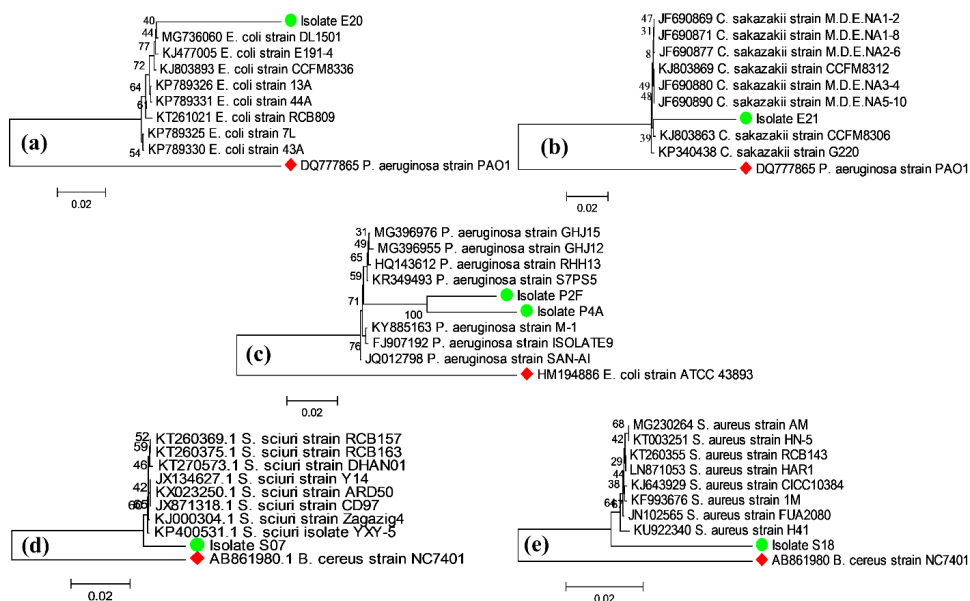 40
Isolate E20
44
MG736060 E. coli strain DL1501
77
KJ477005 E. coli strain E191-4
72
KJ803893 E. coli strain CCFM8336
64
KP789326 E. coli strain 13A
KP789331 E. coli strain 44A
61
KT261021 E. coli strain RCB809
(a)
KP789325 E. coli strain 7L
54
KP789330 E. coli strain 43A
DQ777865 P. aeruginosa strain PAO1
0.02
47
JF690869 C. sakazakii strain M.D.E.NA1-2
31
JF690871 C. sakazakii strain M.D.E.NA1-8
8
JF690877 C. sakazakii strain M.D.E.NA2-6
KJ803869 C. sakazakii strain CCFM8312
49
JF690880 C. sakazakii strain M.D.E.NA3-4
48
JF690890 C. sakazakii strain M.D.E.NA5-10
Isolate E21
39
KJ803863 C. sakazakii strain CCFM8306
(b)
KP340438 C. sakazakii strain G220
DQ777865 P. aeruginosa strain PAO1
0.02
31
MG396976 P. aeruginosa strain GHJ15
49
MG396955 P. aeruginosa strain GHJ12
65
HQ143612 P. aeruginosa strain RHH13
59
KR349493 P. aeruginosa strain S7PS5
Isolate P2F
71
100
Isolate P4A
KY885163 P. aeruginosa strain M-1
76
FJ907192 P. aeruginosa strain ISOLATE9
(c)
JQ012798 P. aeruginosa strain SAN-AI
HM194886 E. coli strain ATCC 43893
0.02
52
KT260369.1 S. sciuri strain RCB157
59
KT260375.1 S. sciuri strain RCB163
46
KT270573.1 S. sciuri strain DHAN01
JX134627.1 S. sciuri strain Y14
42
KX023250.1 S. sciuri strain ARD50
65
JX871318.1 S. sciuri strain CD97
KJ000304.1 S. sciuri strain Zagazig4
KP400531.1 S. sciuri isolate YXY-5
(d)
Isolate S07
AB861980.1 B. cereus strain NC7401
0.02
68
MG230264 S. aureus strain AM
42
KT003251 S. aureus strain HN-5
KT260355 S. aureus strain RCB143
29
44
LN871053 S. aureus strain HAR1
38
KJ643929 S. aureus strain CICC10384
KF993676 S. aureus strain 1M
64
JN102565 S. aureus strain FUA2080
KU922340 S. aureus strain H41
(e)
Isolate S18
AB861980 B. cereus strain NC7401
0.02